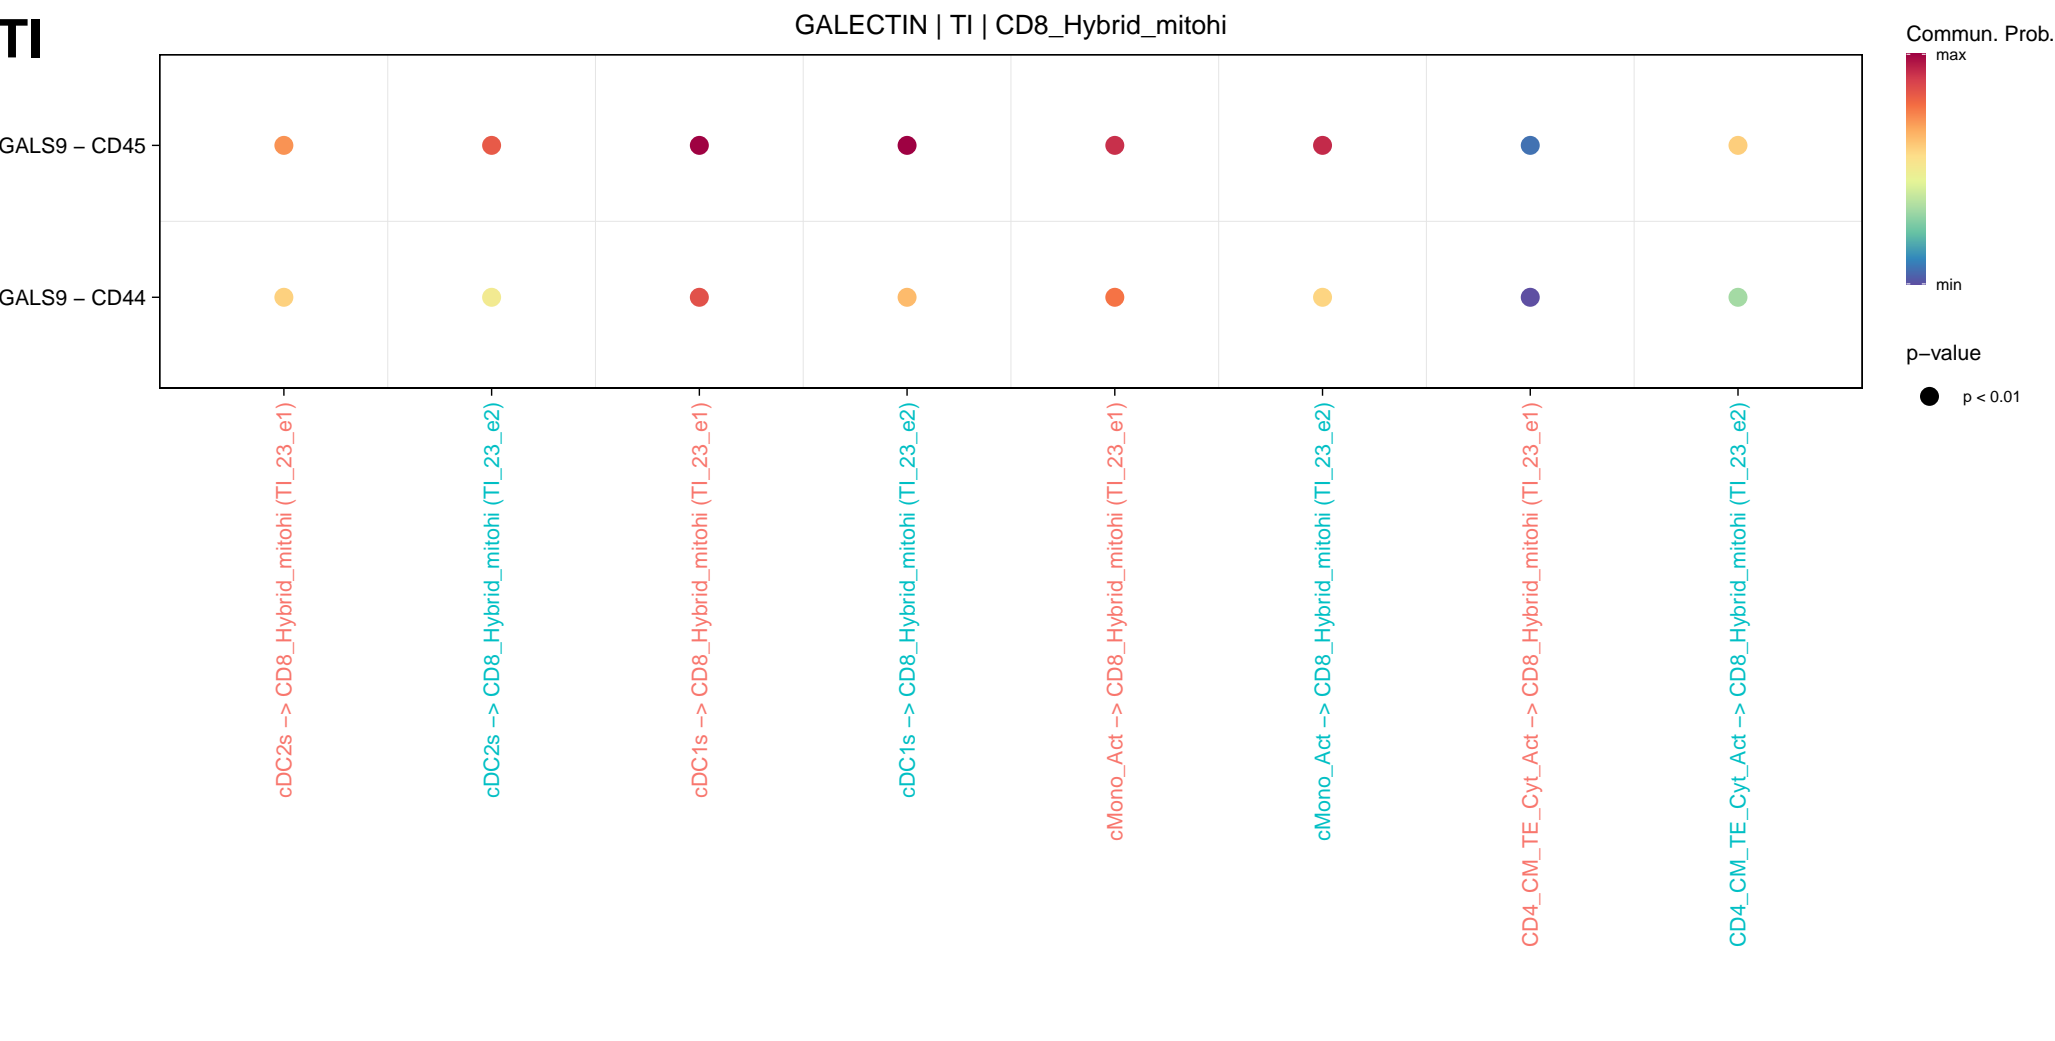 TI
GALECTIN | TI | CD8_Hybrid_mitohi
Commun. Prob.
max
min
GALS9 – CD45
GALS9 – CD44
p−value
p < 0.01
cDC2s −> CD8_Hybrid_mitohi (TI_23_e1)
cDC2s −> CD8_Hybrid_mitohi (TI_23_e2)
cDC1s −> CD8_Hybrid_mitohi (TI_23_e1)
cDC1s −> CD8_Hybrid_mitohi (TI_23_e2)
cMono_Act −> CD8_Hybrid_mitohi (TI_23_e1)
cMono_Act −> CD8_Hybrid_mitohi (TI_23_e2)
CD4_CM_TE_Cyt_Act −> CD8_Hybrid_mitohi (TI_23_e1)
CD4_CM_TE_Cyt_Act −> CD8_Hybrid_mitohi (TI_23_e2)